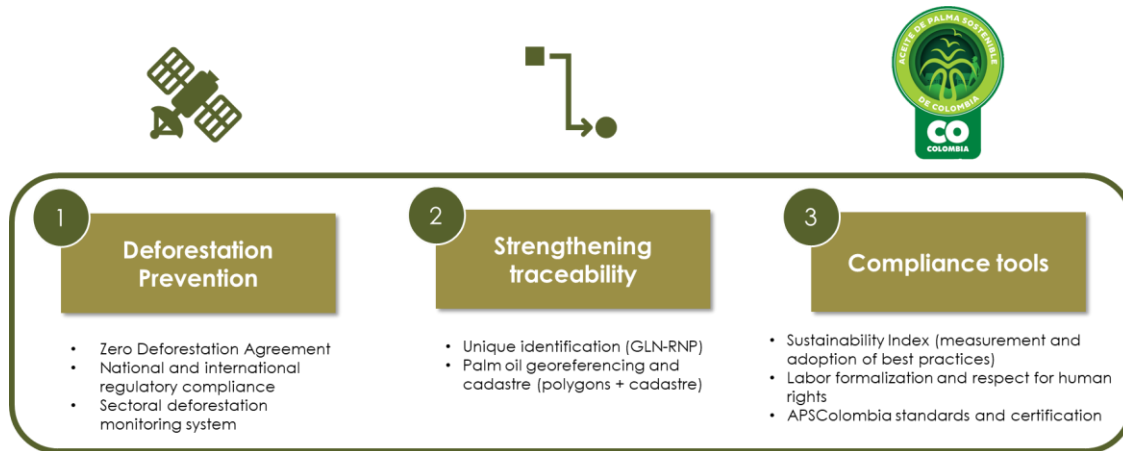 ACEITE DE PALMA SOSTENIBLE
DE COLOMBIA
CO
COLOMBIA
1
Deforestation
Prevention
• Zero Deforestation Agreement
• National and international
regulatory compliance
• Sectoral deforestation
monitoring system
2
Strengthening
traceability
• Unique identification (GLN-RNP)
• Palm oil georeferencing and
cadastre (polygons + cadastre)
3
Compliance tools
• Sustainability Index (measurement and
adoption of best practices)
• Labor formalization and respect for human
rights
• APSColombia standards and certification